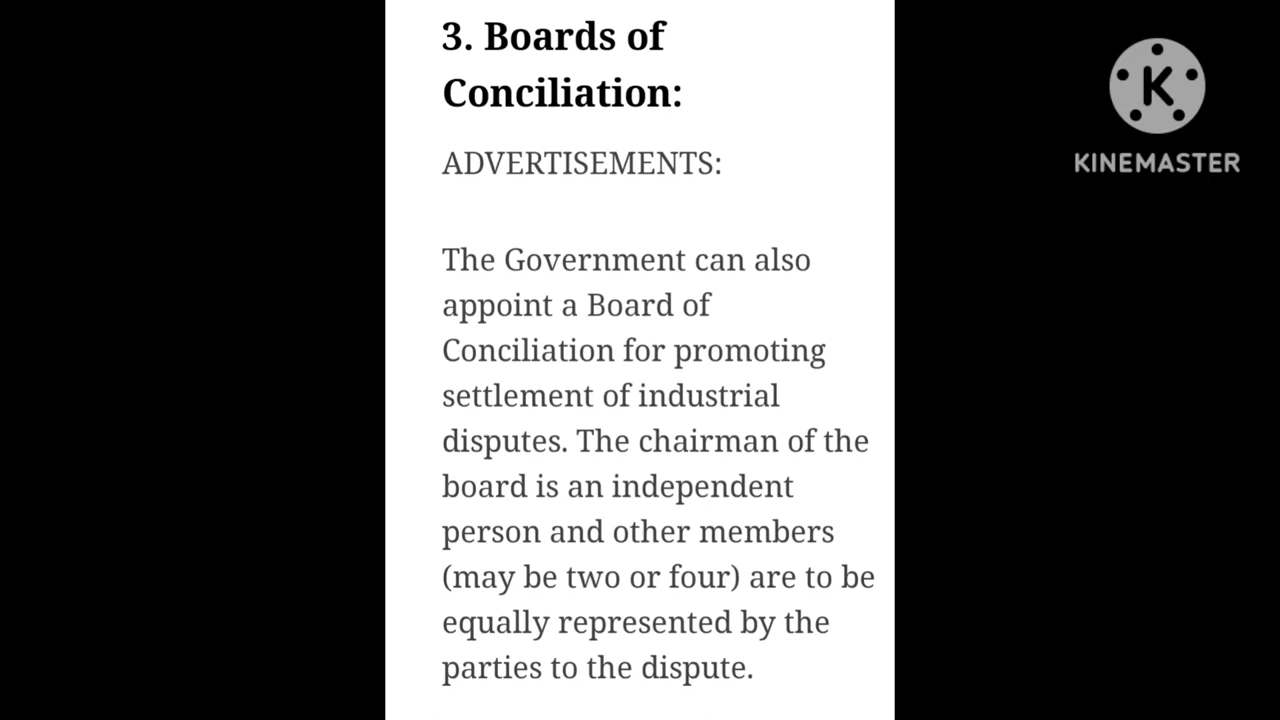 3. Boards of
Conciliation:
ADVERTISEMENTS:
The Government can also
appoint a Board of
Conciliation for promoting
settlement of industrial
disputes. The chairman of the
board is an independent
person and other members
(may be two or four) are to be
equally represented by the
parties to the dispute.
K
KINEMASTER